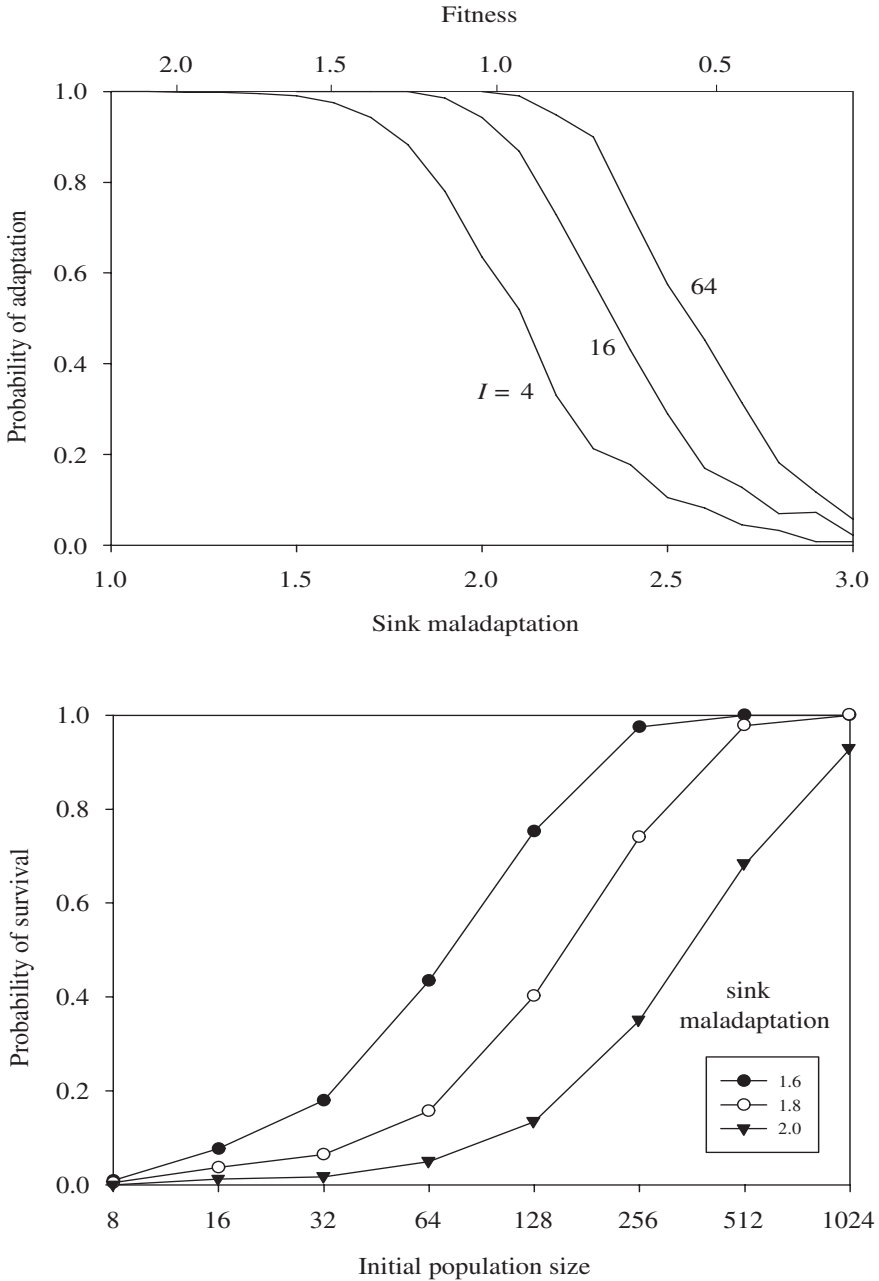 Fitness
2.0 1.5 1.0 0.5
1.0
0.8
0.6
0.4
0.2
0.0
Probability of adaptation
64
16
I = 4
1.0 1.5 2.0 2.5 3.0
Sink maladaptation
1.0
0.8
0.6
0.4
0.2
0.0
Probability of survival
sink
maladaptation
1.6
1.8
2.0
8 16 32 64 128 256 512 1024
Initial population size